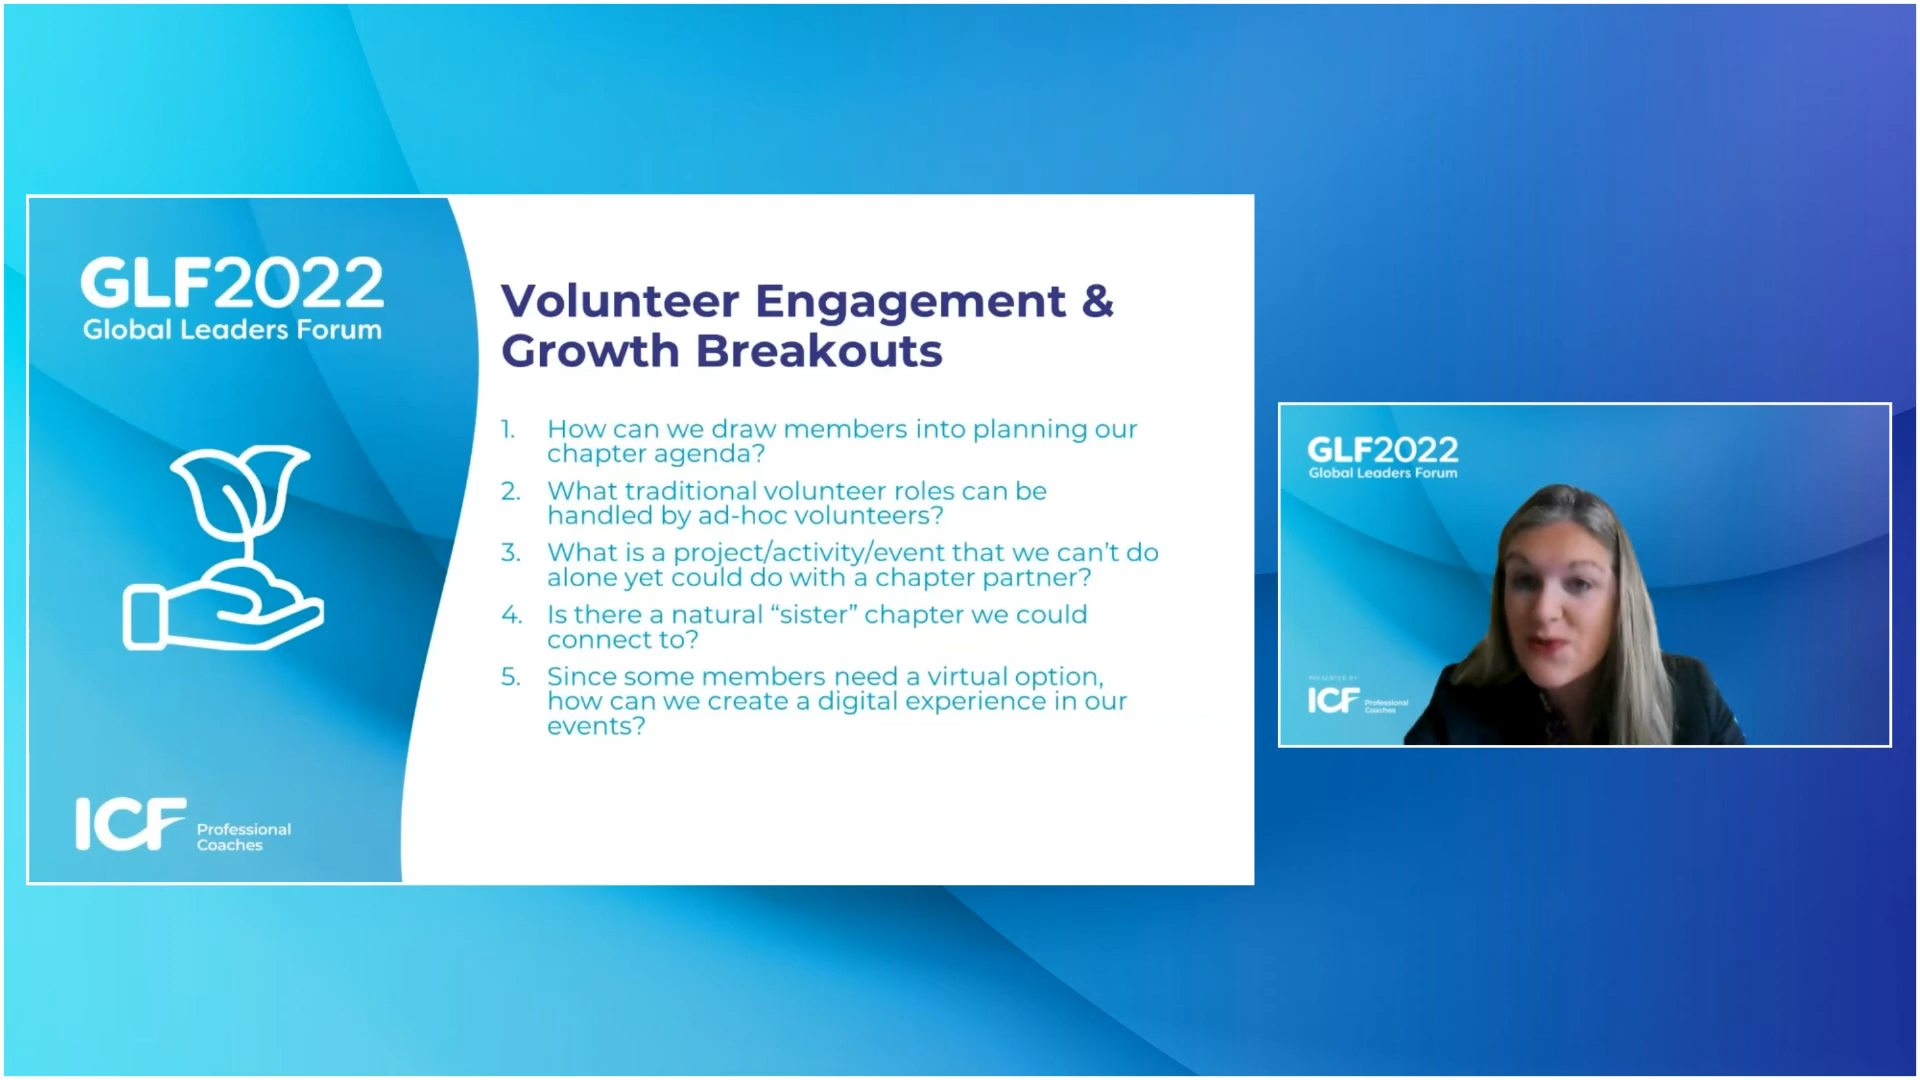 GLF2022
Global Leaders Forum
Volunteer Engagement &
Growth Breakouts
1. How can we draw members into planning our
chapter agenda?
2. What traditional volunteer roles can be
handled by ad-hoc volunteers?
3. What is a project/activity/event that we can’t do
alone yet could do with a chapter partner?
4. Is there a natural “sister” chapter we could
connect to?
5. Since some members need a virtual option,
how can we create a digital experience in our
events?
ICF Professional
Coaches
GLF2022
Global Leaders Forum
PRESENTED BY
ICF Professional
Coaches